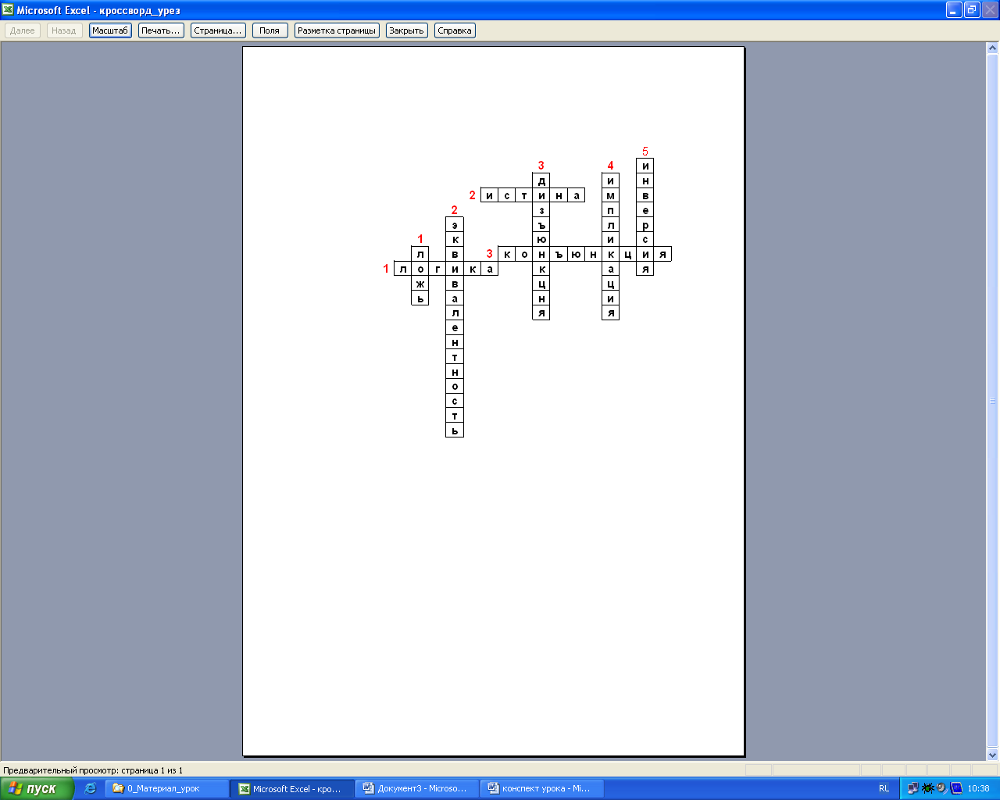 Microsoft Excel - кроссворд_урез
Далее Назад Масштаб Печать... Страница... Поля Разметка страницы Закрыть Справка
5
3 4 и
д и н
2 и с т и н а м в
2 з п е
э ъ л р
1 к ю и с
л в 3 к о н ъ ю н к ц и я
1 л о г и к а к а я
ж в ц ц
ь а н и
л я я
е
н
т
н
о
с
т
ь
Предварительный просмотр: страница 1 из 1
пуск 0_Материал_урок Microsoft Excel - кро... Документ3 - Microso... конспект урока - Mi... RL 10:38